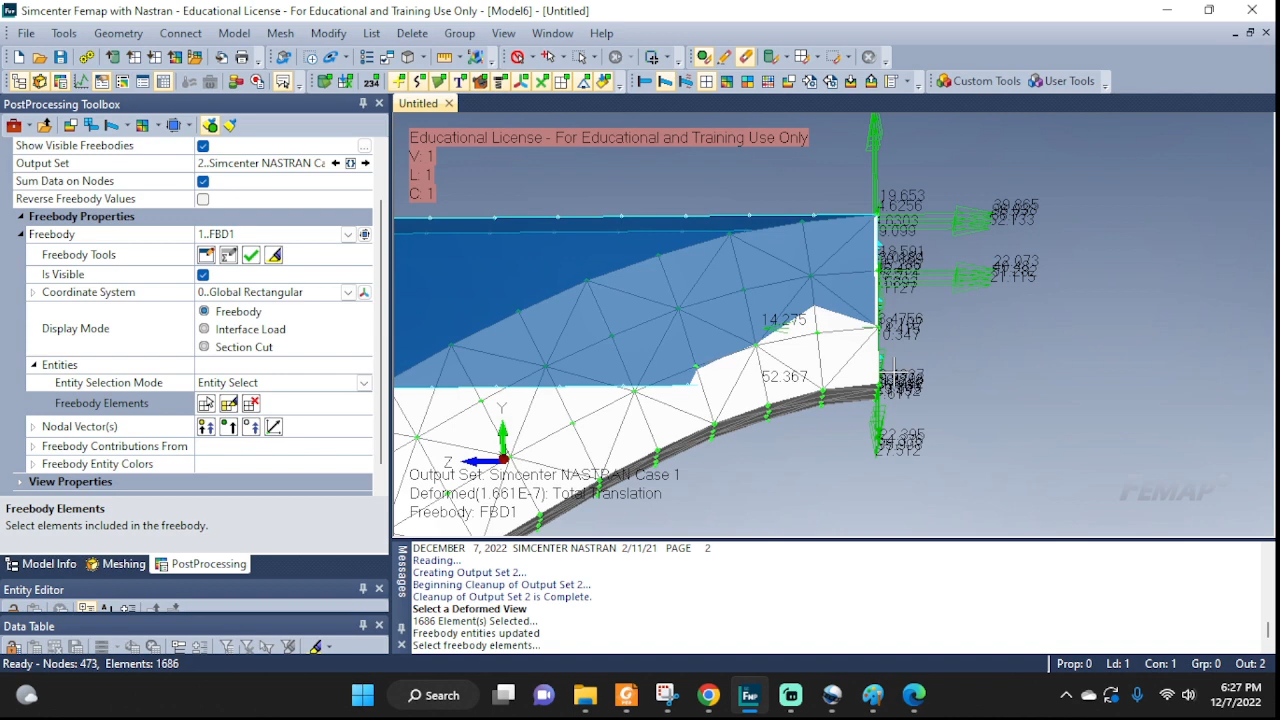 Simcenter Femap with Nastran - Educational License - For Educational and Training Use Only - [Model6] - [Untitled]
File Tools Geometry Connect Model Mesh Modify List Delete Group View Window Help
234 Custom Tools User Tools
PostProcessing Toolbox
Untitled
Show Visible Freebodies
Output Set 2..Simcenter NASTRAN Ca
Sum Data on Nodes
Reverse Freebody Values
Freebody Properties
Freebody 1..FBD1
Freebody Tools
Is Visible
Coordinate System 0..Global Rectangular
Display Mode
Freebody
Interface Load
Section Cut
Entities
Entity Selection Mode Entity Select
Freebody Elements
Nodal Vector(s)
Freebody Contributions From
Freebody Entity Colors
View Properties
Freebody Elements
Select elements included in the freebody.
Model Info Meshing PostProcessing
Entity Editor
Data Table
Educational License - For Educational and Training Use Only
V: 1
L: 1
C: 1
19.653
23.073
14.275
52.367
Y
Z
Output Set: Simcenter NASTRAN Case 1
Deformed(1.661E-7): Total Translation
Freebody: FBD1
FEMAP
Messages
DECEMBER 7, 2022 SIMCENTER NASTRAN 2/11/21 PAGE 2
Reading...
Creating Output Set 2...
Beginning Cleanup of Output Set 2...
Cleanup of Output Set 2 is Complete.
Select a Deformed View
1686 Element(s) Selected...
Freebody entities updated
Select freebody elements...
Ready - Nodes: 473, Elements: 1686
Prop: 0 Ld: 1 Con: 1 Grp: 0 Out: 2
Search
6:27 PM
12/7/2022